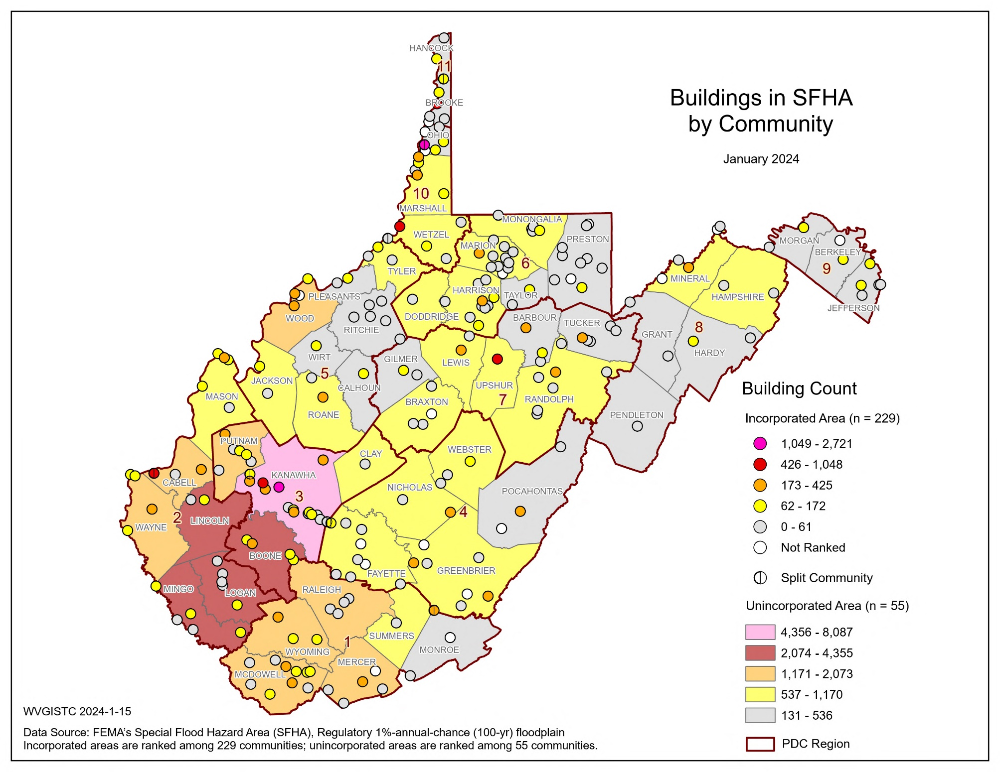 Buildings in SFHA
by Community
January 2024
HANCOCK
11
BROOKE
OHIO
10
MARSHALL
WETZEL
MONONGALIA
MARION
PRESTON
6
TYLER
HARRISON
TAYLOR
PLEASANTS
WOOD
DODDRIDGE
RITCHIE
BARBOUR
TUCKER
MINERAL
HAMPSHIRE
MORGAN
BERKELEY
9
JEFFERSON
GRANT
8
HARDY
WIRT
5
GILMER
LEWIS
JACKSON
CALHOUN
UPSHUR
7
MASON
BRAXTON
RANDOLPH
ROANE
PENDLETON
PUTNAM
CLAY
WEBSTER
KANAWHA
CABELL
NICHOLAS
POCAHONTAS
3
2
LINCOLN
4
WAYNE
BOONE
FAYETTE
GREENBRIER
MINGO
LOGAN
RALEIGH
SUMMERS
1
WYOMING
MONROE
MERCER
MCDOWELL
Building Count
Incorporated Area (n = 229)
1,049 - 2,721
426 - 1,048
173 - 425
62 - 172
0 - 61
Not Ranked
Split Community
Unincorporated Area (n = 55)
4,356 - 8,087
2,074 - 4,355
1,171 - 2,073
537 - 1,170
131 - 536
PDC Region
WVGISTC 2024-1-15
Data Source: FEMA's Special Flood Hazard Area (SFHA), Regulatory 1%-annual-chance (100-yr) floodplain
Incorporated areas are ranked among 229 communities; unincorporated areas are ranked among 55 communities.